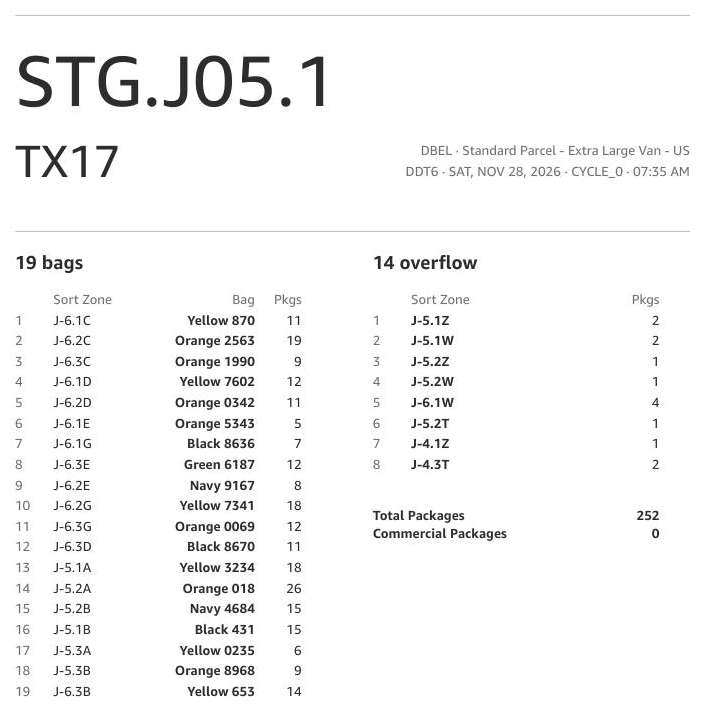 STG.J05.1
TX17
DBEL · Standard Parcel - Extra Large Van - US
DDT6 · SAT, NOV 28, 2026 · CYCLE_0 · 07:35 AM
19 bags
Sort Zone Bag Pkgs
1 J-6.1C Yellow 870 11
2 J-6.2C Orange 2563 19
3 J-6.3C Orange 1990 9
4 J-6.1D Yellow 7602 12
5 J-6.2D Orange 0342 11
6 J-6.1E Orange 5343 5
7 J-6.1G Black 8636 7
8 J-6.3E Green 6187 12
9 J-6.2E Navy 9167 8
10 J-6.2G Yellow 7341 18
11 J-6.3G Orange 0069 12
12 J-6.3D Black 8670 11
13 J-5.1A Yellow 3234 18
14 J-5.2A Orange 018 26
15 J-5.2B Navy 4684 15
16 J-5.1B Black 431 15
17 J-5.3A Yellow 0235 6
18 J-5.3B Orange 8968 9
19 J-6.3B Yellow 653 14
14 overflow
Sort Zone Pkgs
1 J-5.1Z 2
2 J-5.1W 2
3 J-5.2Z 1
4 J-5.2W 1
5 J-6.1W 4
6 J-5.2T 1
7 J-4.1Z 1
8 J-4.3T 2
Total Packages 252
Commercial Packages 0